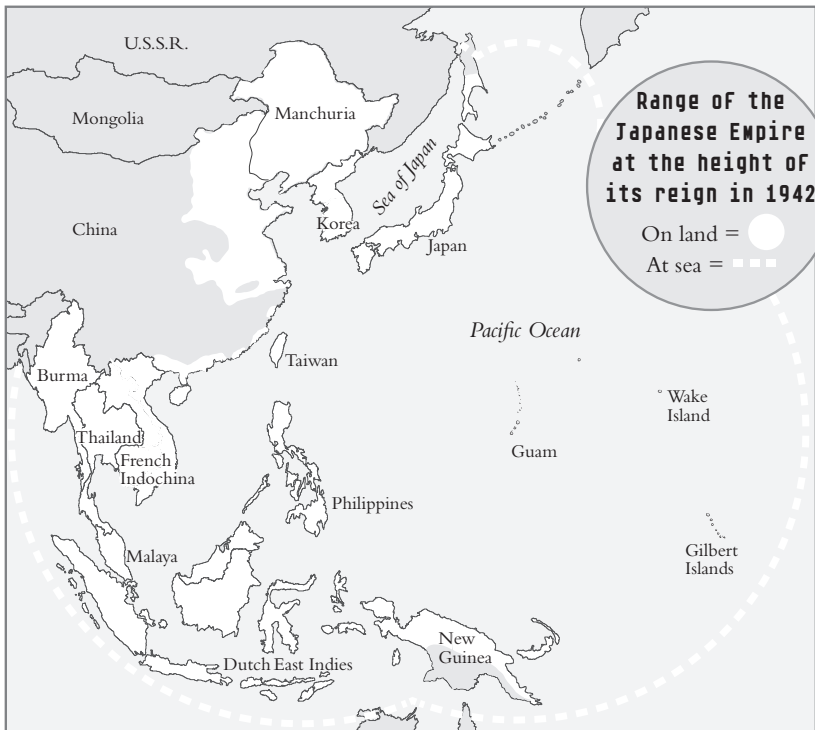 U.S.S.R.
Mongolia
Manchuria
Range of the
Japanese Empire
at the height of
its reign in 1942
On land =
At sea =
Sea of Japan
China
Korea
Japan
Pacific Ocean
Taiwan
Burma
Wake
Island
Thailand
French
Indochina
Guam
Philippines
Malaya
Gilbert
Islands
New
Guinea
Dutch East Indies